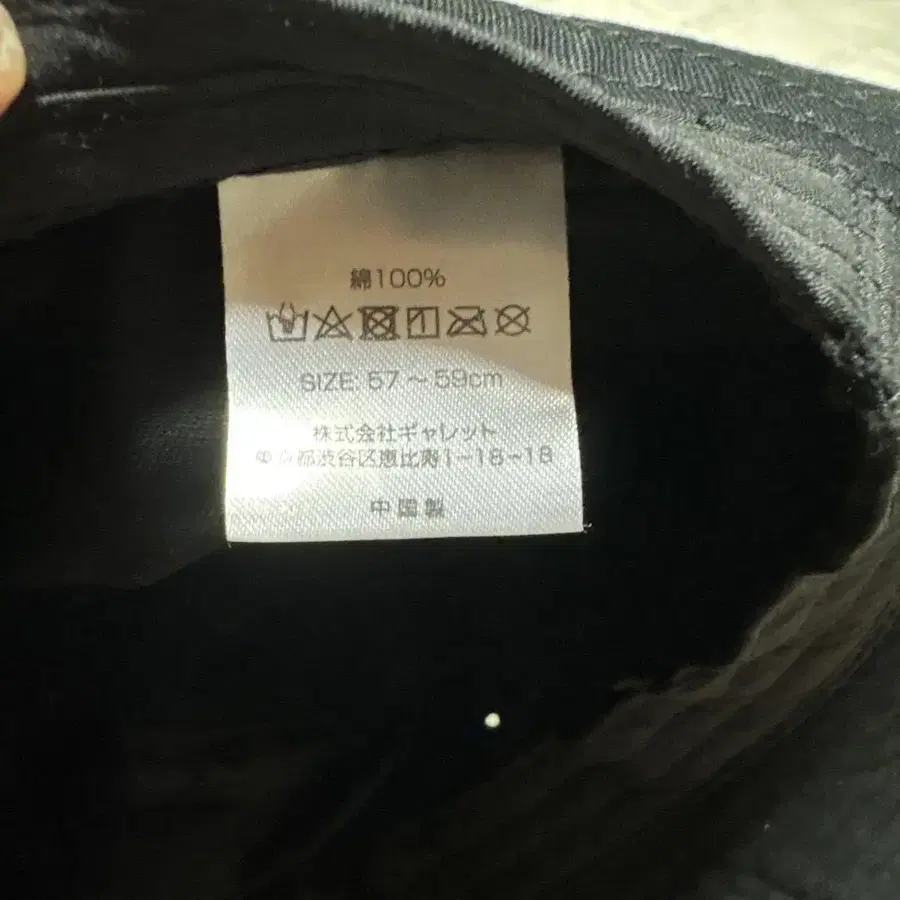 綿100%
SIZE: 57～59cm
株式会社ギャレット
都渋谷区恵比寿1-18-18
中国製